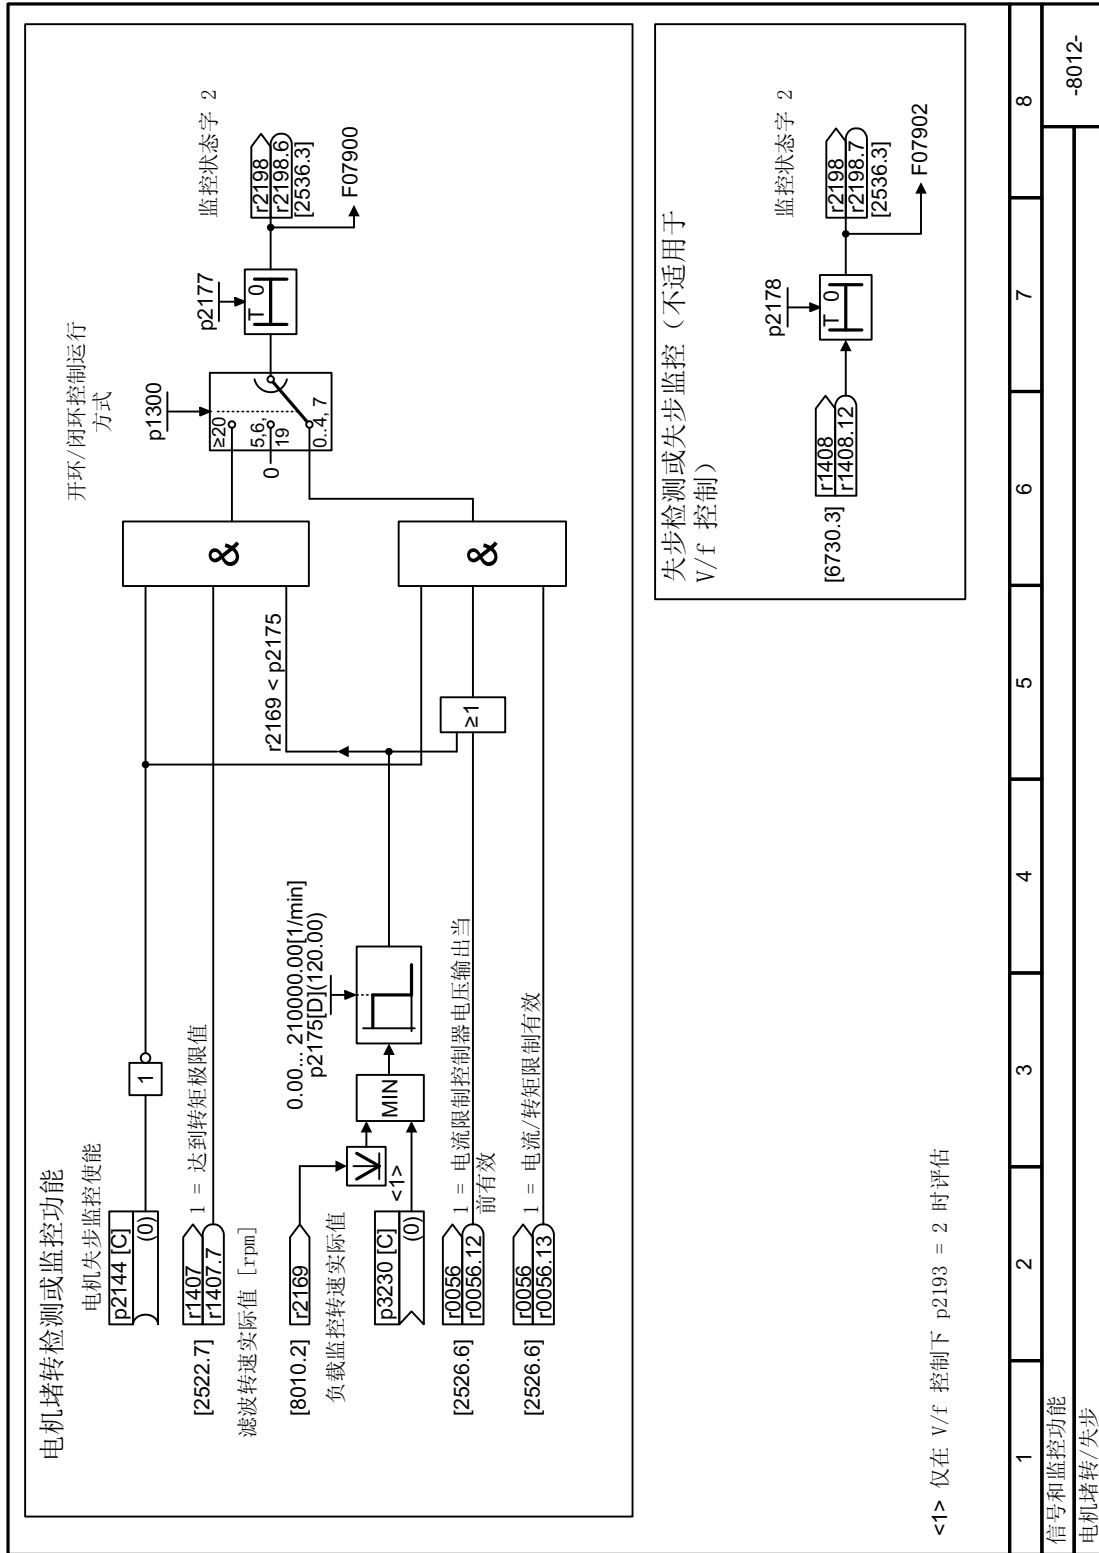 电机堵转检测或监控功能
电机失步监控使能
p2144 [C]
(0)
1
[2522.7]
r1407
r1407.7
1 = 达到转矩极限值
滤波转速实际值 [rpm]
[8010.2]
r2169
负载监控转速实际值
p3230 [C]
(0)
<1>
MIN
0.00... 210000.00[1/min]
p2175[D](120.00)
[2526.6]
r0056
r0056.12
1 = 电流限制控制器电压输出当
前有效
[2526.6]
r0056
r0056.13
1 = 电流/转矩限制有效
r2169 < p2175
≥1
&
&
开环/闭环控制运行
方式
p1300
≥20
5,6,
19
0
0..4, 7
p2177
T 0
监控状态字 2
r2198
r2198.6
[2536.3]
F07900
失步检测或失步监控（不适用于
V/f 控制）
[6730.3]
r1408
r1408.12
p2178
T 0
监控状态字 2
r2198
r2198.7
[2536.3]
F07902
<1> 仅在 V/f 控制下 p2193 = 2 时评估
1 2 3 4 5 6 7 8
信号和监控功能
电机堵转/失步
-8012-